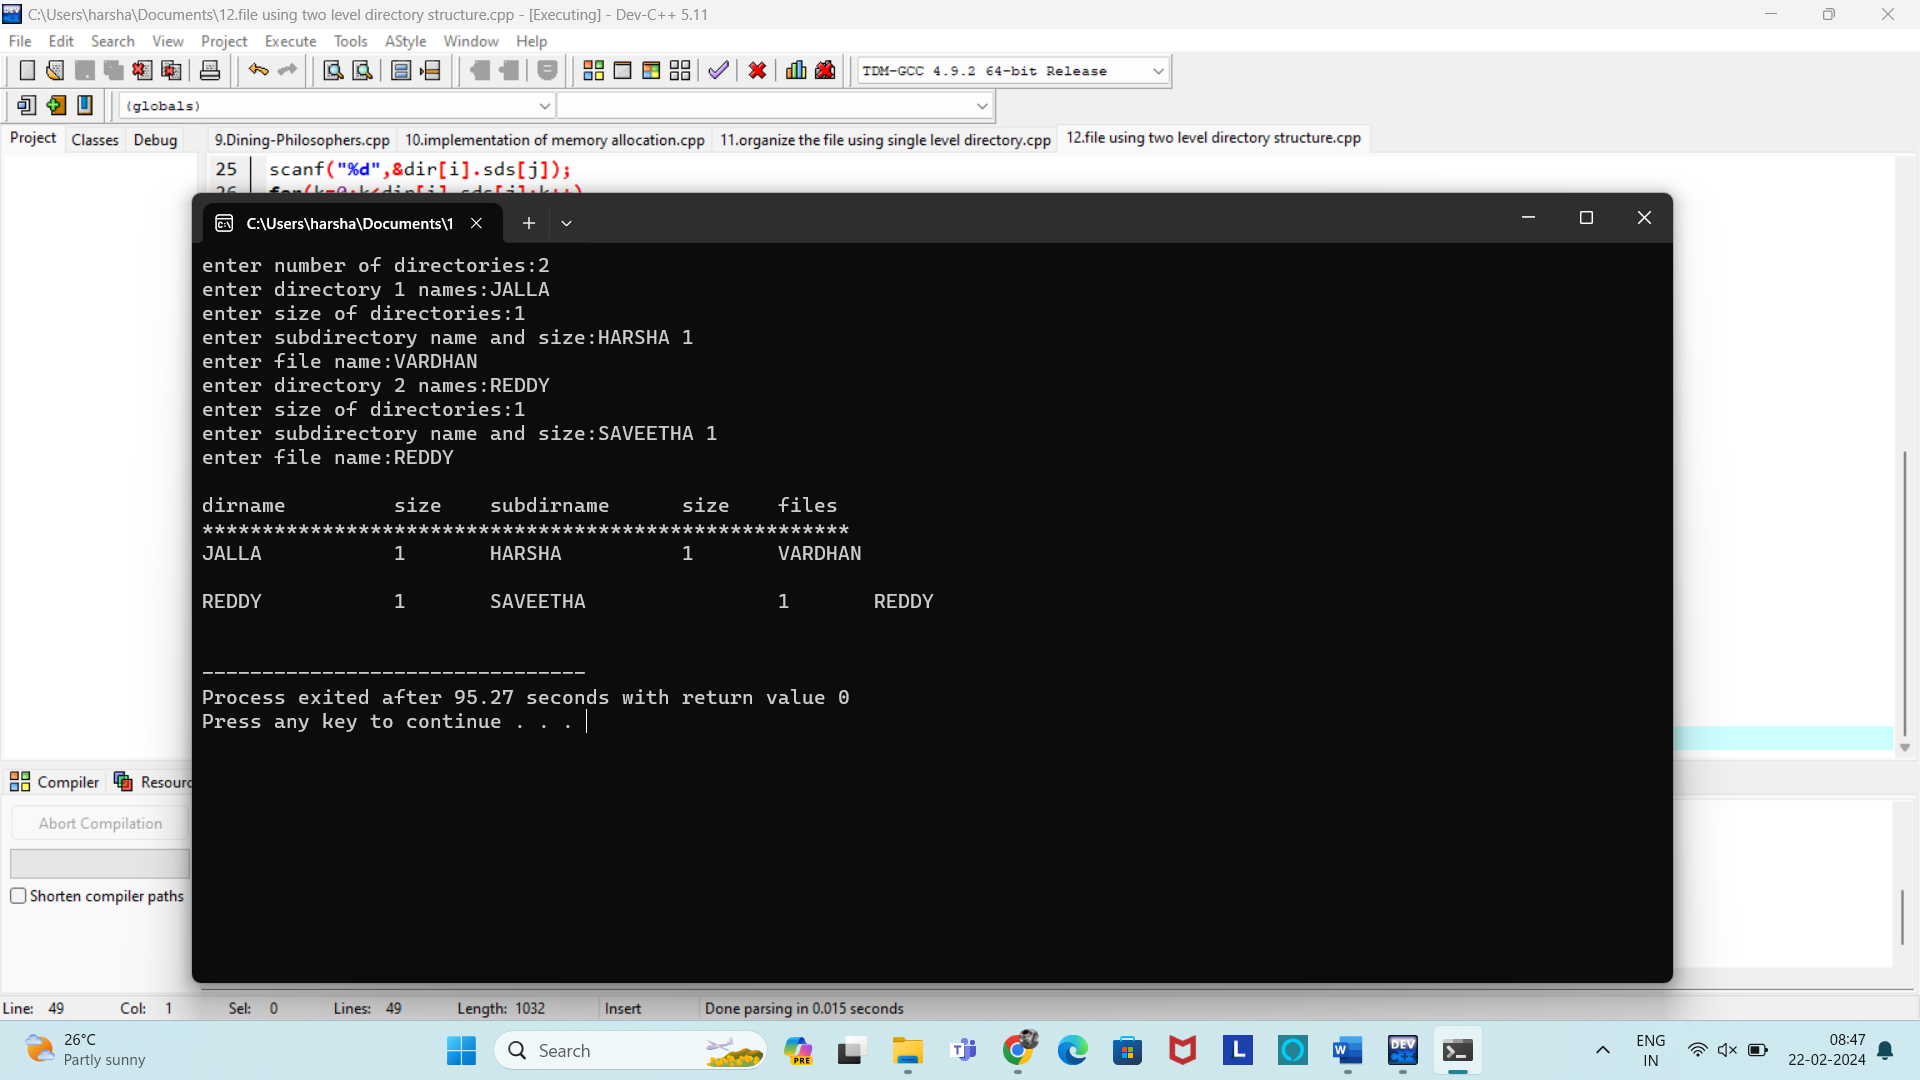 C:\Users\harsha\Documents\12.file using two level directory structure.cpp - [Executing] - Dev-C++ 5.11
File Edit Search View Project Execute Tools AStyle Window Help
TDM-GCC 4.9.2 64-bit Release
(globals)
Project Classes Debug 9.Dining-Philosophers.cpp 10.implementation of memory allocation.cpp 11.organize the file using single level directory.cpp 12.file using two level directory structure.cpp
25 scanf("%d",&dir[i].sds[j]);
C:\Users\harsha\Documents\1
enter number of directories:2
enter directory 1 names:JALLA
enter size of directories:1
enter subdirectory name and size:HARSHA 1
enter file name:VARDHAN
enter directory 2 names:REDDY
enter size of directories:1
enter subdirectory name and size:SAVEETHA 1
enter file name:REDDY
dirname size subdirname size files
******************************************************
JALLA 1 HARSHA 1 VARDHAN
REDDY 1 SAVEETHA 1 REDDY
--------------------------------
Process exited after 95.27 seconds with return value 0
Press any key to continue . . .
Compiler Resourc
Abort Compilation
Shorten compiler paths
Line: 49 Col: 1 Sel: 0 Lines: 49 Length: 1032 Insert Done parsing in 0.015 seconds
26°C
Partly sunny
Search
PRE
L
W
DEV
ENG
IN
08:47
22-02-2024